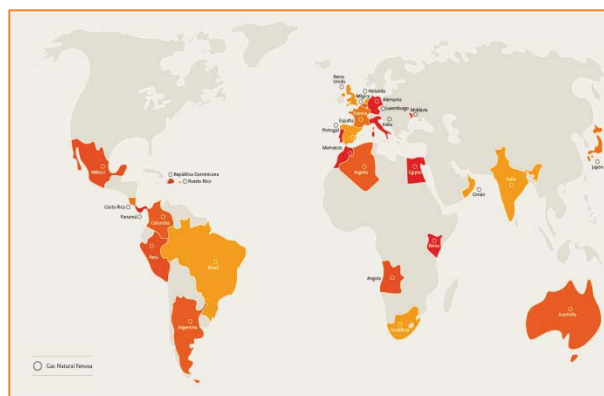 Reino
Unido
Holanda
Bélgica
Alemania
Luxemburgo
Moldavia
Francia
España
Italia
Portugal
Marruecos
Argelia
Egipto
Japón
India
Omán
México
República Dominicana
Puerto Rico
Costa Rica
Panamá
Colombia
Kenia
Perú
Brasil
Angola
Australia
Argentina
Sudáfrica
Gas Natural Fenosa